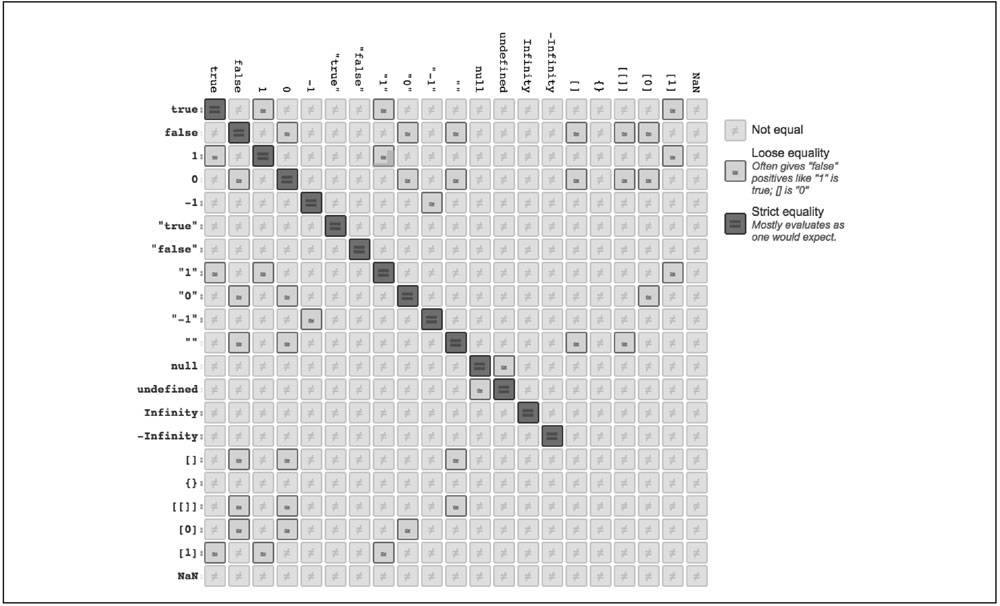 true false 1 0 -1 "true" "false" "1" "0" "-1" "" null undefined Infinity -Infinity [] {} [[]] [0] [1] NaN
true:
false:
1:
0:
-1:
"true":
"false":
"1":
"0":
"-1":
"":
null:
undefined:
Infinity:
-Infinity:
[]:
{}:
[[]]:
[0]:
[1]:
NaN:
≠ Not equal
Loose equality
Often gives "false"
positives like "1" is
true; [] is "0"
Strict equality
Mostly evaluates as
one would expect.